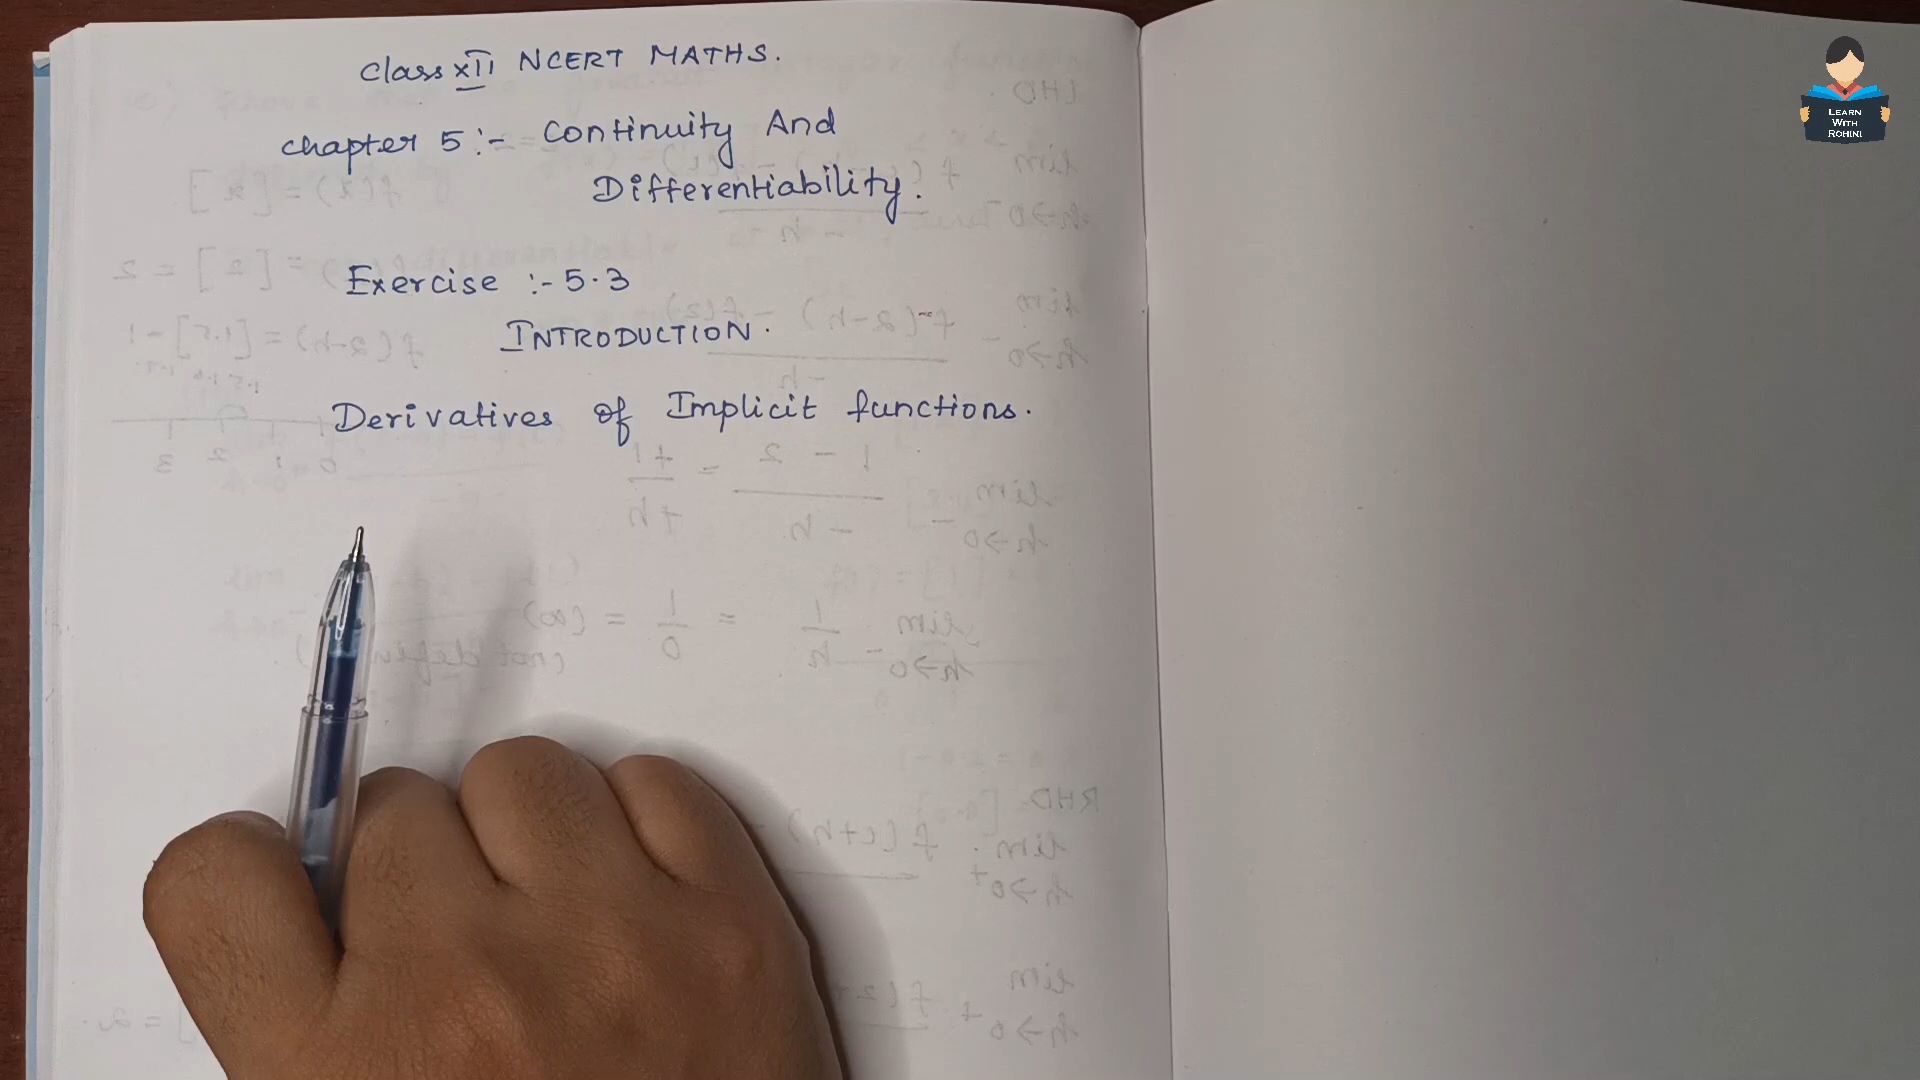 Class XII NCERT MATHS.
LEARN
WITH
ROHINI
Chapter 5 :- Continuity And
Differentiability.
Exercise :- 5.3
INTRODUCTION.
Derivatives of Implicit functions.